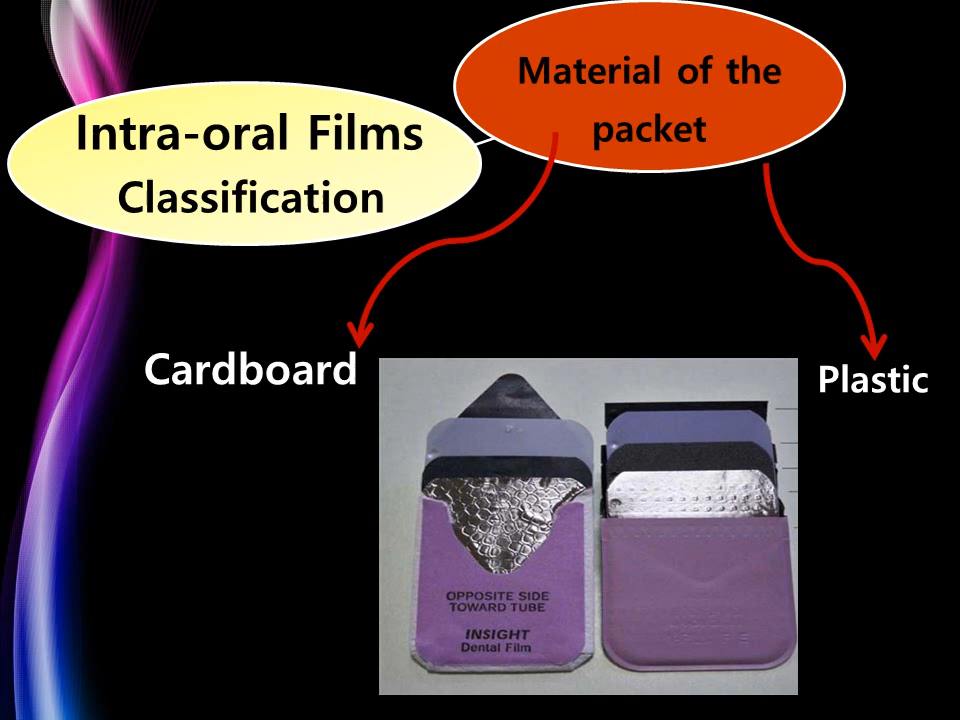 Material of the
packet
Intra-oral Films
Classification
Cardboard
Plastic
OPPOSITE SIDE
TOWARD TUBE
INSIGHT
Dental Film